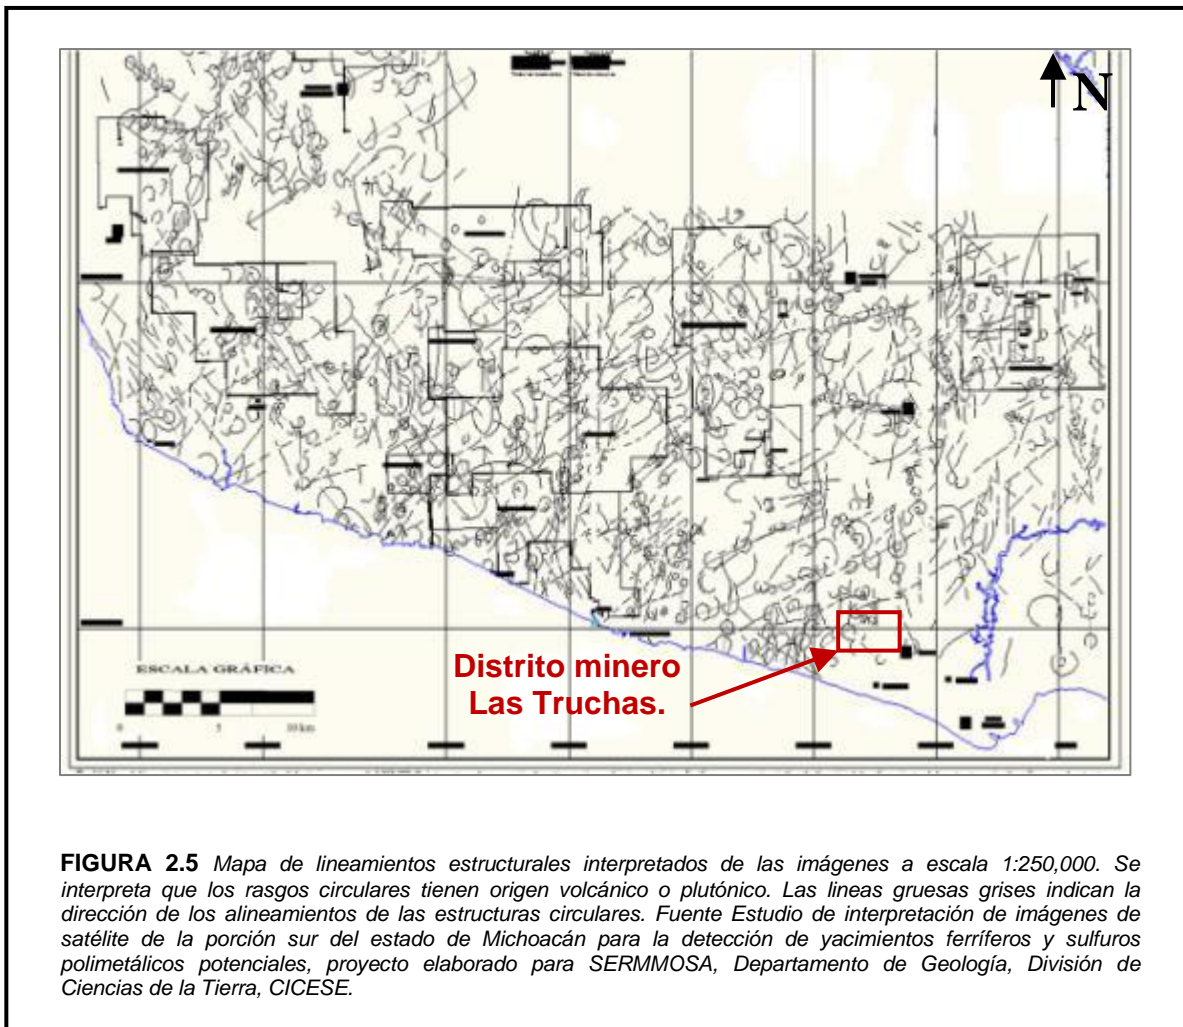 N
ESCALA GRÁFICA
0 5 10 km
Distrito minero
Las Truchas.
FIGURA 2.5 Mapa de lineamientos estructurales interpretados de las imágenes a escala 1:250,000. Se
interpreta que los rasgos circulares tienen origen volcánico o plutónico. Las lineas gruesas grises indican la
dirección de los alineamientos de las estructuras circulares. Fuente Estudio de interpretación de imágenes de
satélite de la porción sur del estado de Michoacán para la detección de yacimientos ferríferos y sulfuros
polimetálicos potenciales, proyecto elaborado para SERMMOSA, Departamento de Geología, División de
Ciencias de la Tierra, CICESE.